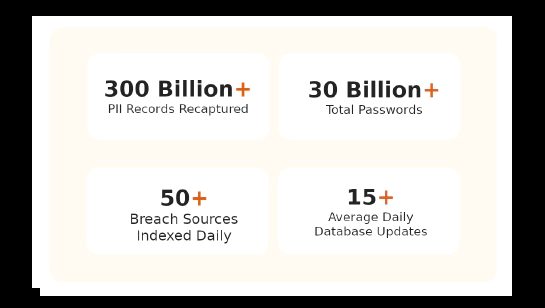 300 Billion+
PII Records Recaptured
30 Billion+
Total Passwords
50+
Breach Sources
Indexed Daily
15+
Average Daily
Database Updates